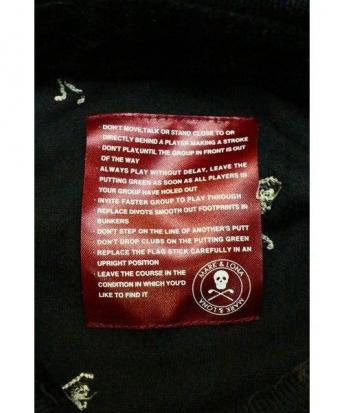 · DON'T MOVE,TALK OR STAND CLOSE TO OR
DIRECTLY BEHIND A PLAYER MAKING A STROKE
· DON'T PLAY,UNTIL THE GROUP IN FRONT IS OUT
OF THE WAY
· ALWAYS PLAY WITHOUT DELAY, LEAVE THE
PUTTING GREEN AS SOON AS ALL PLAYERS IN
YOUR GROUP HAVE HOLED OUT
· INVITE FASTER GROUP TO PLAY THROUGH
REPLACE DIVOTS SMOOTH OUT FOOTPRINTS IN
BUNKERS
· DON'T STEP ON THE LINE OF ANOTHER'S PUTT
· DON'T DROP CLUBS ON THE PUTTING GREEN
· REPLACE THE FLAG STICK CAREFULLY IN AN
UPRIGHT POSITION
· LEAVE THE COURSE IN THE
CONDITION IN WHICH YOU'D
LIKE TO FIND IT
MARK & LONA
MARK & LONA